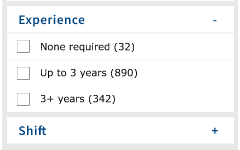 Experience -
None required (32)
Up to 3 years (890)
3+ years (342)
Shift +